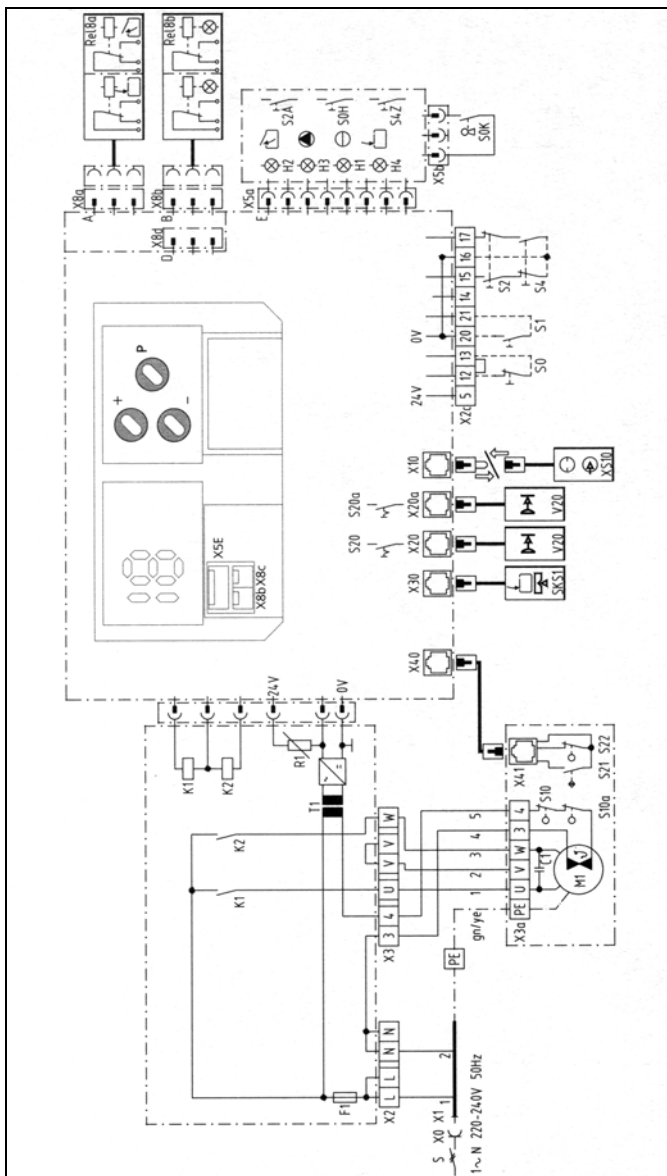 S X0 X1
1~N 220-240V 50Hz
1
2
X2 L L N N
F1
PE
gn/ye
X3 3 4 U V V W
K1
K2
T1
R1
~ =
K1
K2
24V
0V
1 2 3 4 5
X3a PE U V W 3 4
M1
C1
S10
S10a
X41
S21
S22
X40
X30
X20
X20a
X10
S20
S20a
SKS1
V20
V20
XS10
X5E
X8b X8c
+
-
P
24V
0V
X2c 5 12 13 20 21 14 15 16 17
S0
S1
S2
S4
X8d
D
X8a
A
X8b
B
Rel8a
Rel8b
X5a
E
H2
H3
H1
H4
S2A
S0H
S4Z
X5b
S0K